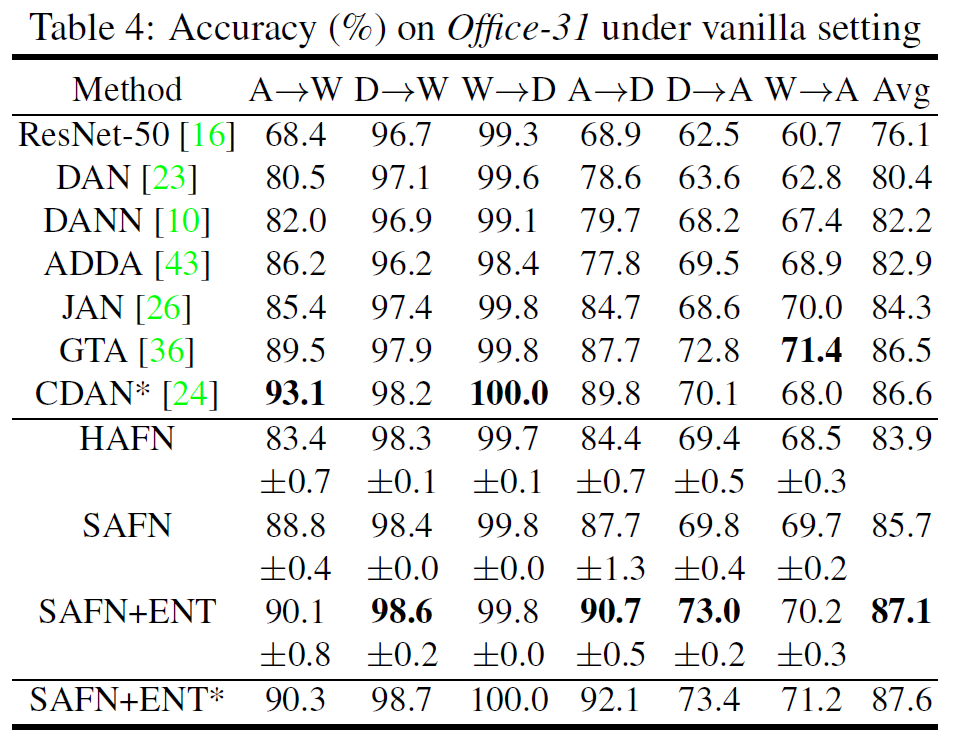 Table 4: Accuracy (%) on Office-31 under vanilla setting
Method A→W D→W W→D A→D D→A W→A Avg
ResNet-50 [16] 68.4 96.7 99.3 68.9 62.5 60.7 76.1
DAN [23] 80.5 97.1 99.6 78.6 63.6 62.8 80.4
DANN [10] 82.0 96.9 99.1 79.7 68.2 67.4 82.2
ADDA [43] 86.2 96.2 98.4 77.8 69.5 68.9 82.9
JAN [26] 85.4 97.4 99.8 84.7 68.6 70.0 84.3
GTA [36] 89.5 97.9 99.8 87.7 72.8 71.4 86.5
CDAN* [24] 93.1 98.2 100.0 89.8 70.1 68.0 86.6
HAFN 83.4 98.3 99.7 84.4 69.4 68.5 83.9
±0.7 ±0.1 ±0.1 ±0.7 ±0.5 ±0.3
SAFN 88.8 98.4 99.8 87.7 69.8 69.7 85.7
±0.4 ±0.0 ±0.0 ±1.3 ±0.4 ±0.2
SAFN+ENT 90.1 98.6 99.8 90.7 73.0 70.2 87.1
±0.8 ±0.2 ±0.0 ±0.5 ±0.2 ±0.3
SAFN+ENT* 90.3 98.7 100.0 92.1 73.4 71.2 87.6